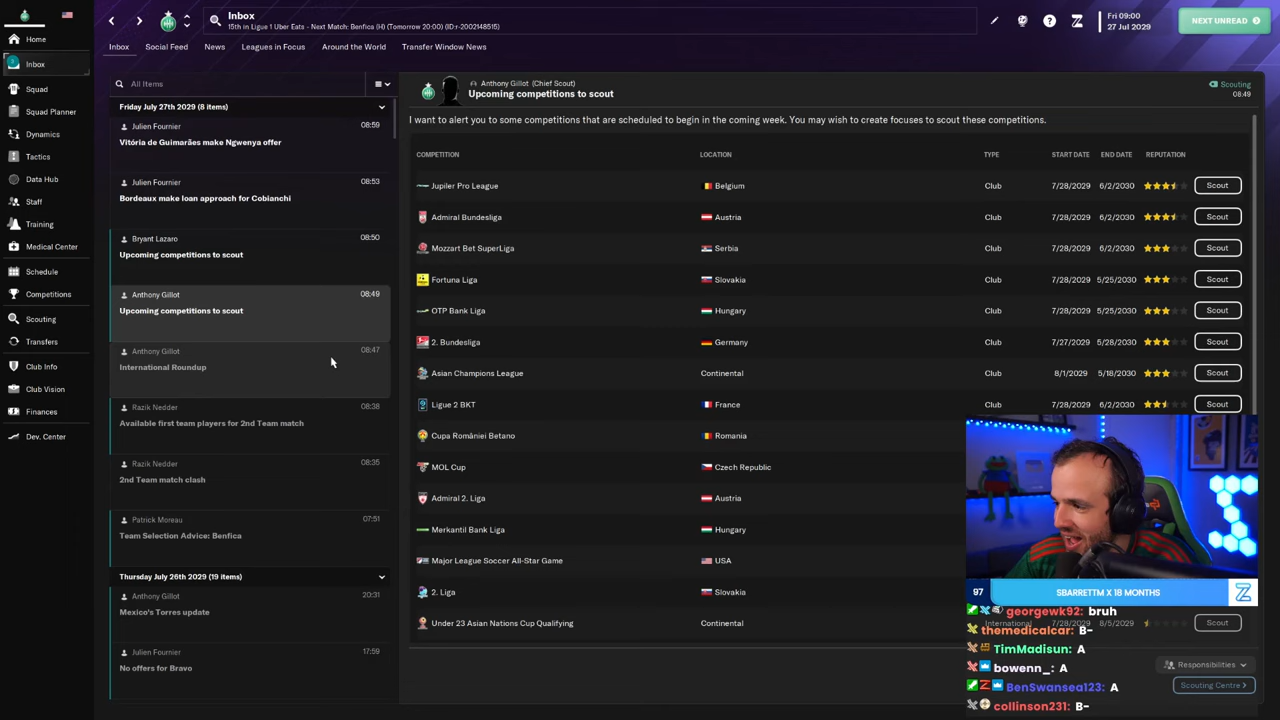 Inbox
15th in Ligue 1 Uber Eats - Next Match: Benfica (H) (Tomorrow 20:00) (ID:r-2002148515)
Fri 09:00
27 Jul 2029
NEXT UNREAD
Inbox
Social Feed
News
Leagues in Focus
Around the World
Transfer Window News
Home
Inbox
Squad
Squad Planner
Dynamics
Tactics
Data Hub
Staff
Training
Medical Center
Schedule
Competitions
Scouting
Transfers
Club Info
Club Vision
Finances
Dev. Center
All Items
Friday July 27th 2029 (8 items)
Julien Fournier 08:59
Vitória de Guimarães make Ngwenya offer
Julien Fournier 08:53
Bordeaux make loan approach for Cobianchi
Bryant Lazaro 08:50
Upcoming competitions to scout
Anthony Gillot 08:49
Upcoming competitions to scout
Anthony Gillot 08:47
International Roundup
Razik Nedder 08:38
Available first team players for 2nd Team match
Razik Nedder 08:35
2nd Team match clash
Patrick Moreau 07:51
Team Selection Advice: Benfica
Thursday July 26th 2029 (19 items)
Anthony Gillot 20:31
Mexico's Torres update
Julien Fournier 17:59
No offers for Bravo
Anthony Gillot (Chief Scout)
Upcoming competitions to scout
Scouting
08:49
I want to alert you to some competitions that are scheduled to begin in the coming week. You may wish to create focuses to scout these competitions.
COMPETITION LOCATION TYPE START DATE END DATE REPUTATION
Jupiler Pro League Belgium Club 7/28/2029 6/2/2030 Scout
Admiral Bundesliga Austria Club 7/28/2029 6/2/2030 Scout
Mozzart Bet SuperLiga Serbia Club 7/28/2029 6/2/2030 Scout
Fortuna Liga Slovakia Club 7/28/2029 5/25/2030 Scout
OTP Bank Liga Hungary Club 7/28/2029 5/25/2030 Scout
2. Bundesliga Germany Club 7/27/2029 5/28/2030 Scout
Asian Champions League Continental Club 8/1/2029 5/18/2030 Scout
Ligue 2 BKT France Club 7/28/2029 6/2/2030 Scout
Cupa României Betano Romania
MOL Cup Czech Republic
Admiral 2. Liga Austria
Merkantil Bank Liga Hungary
Major League Soccer All-Star Game USA
2. Liga Slovakia
Under 23 Asian Nations Cup Qualifying Continental International 7/28/2029 8/5/2029 Scout
Responsibilities
Scouting Centre >
97 SBARRETTM X 18 MONTHS
georgewk92: bruh
themedicalcar: B-
TimMadisun: A
bowenn_: A
BenSwansea123: A
collinson231: B-